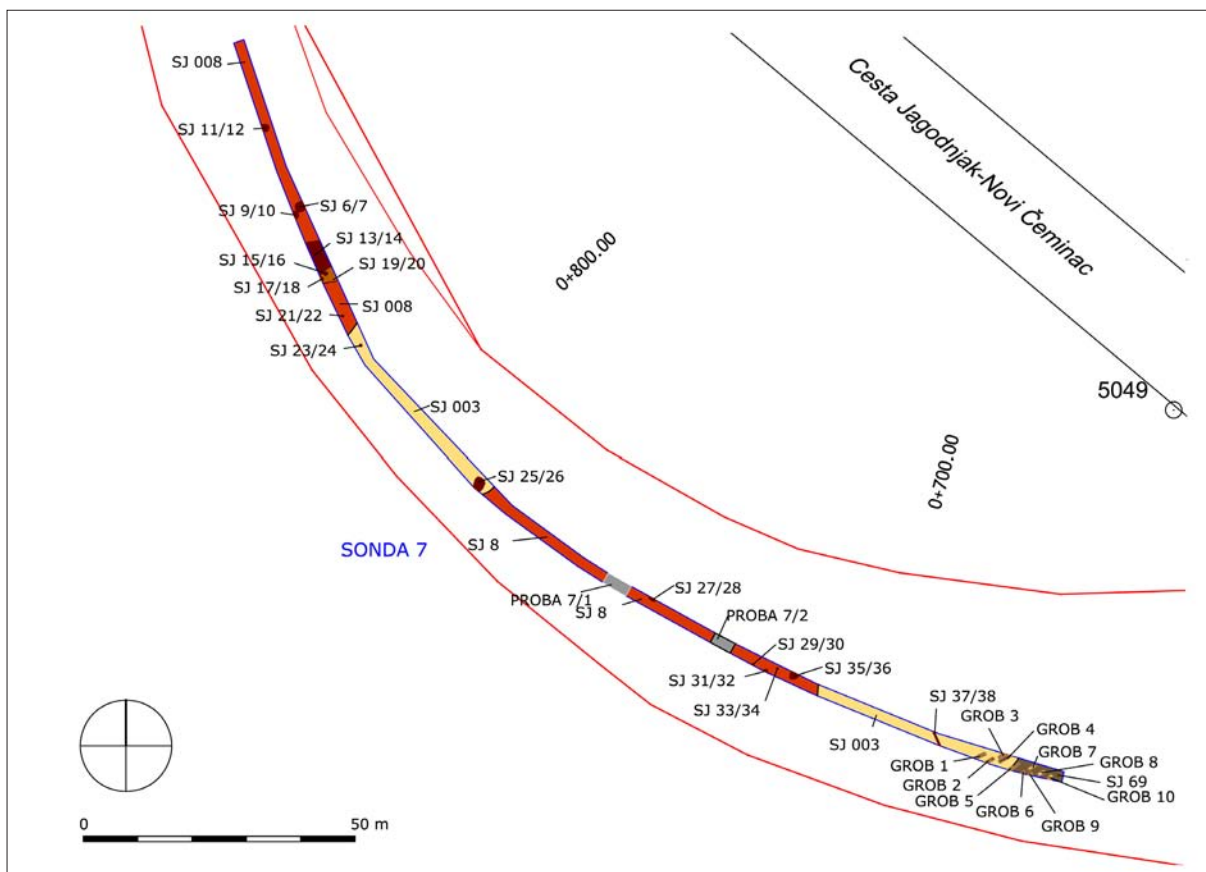 SJ 008
Cesta Jagodnjak-Novi Čeminac
SJ 11/12
SJ 6/7
SJ 9/10
SJ 13/14
0+800.00
SJ 15/16
SJ 19/20
SJ 17/18
SJ 008
SJ 21/22
SJ 23/24
5049
SJ 003
0+700.00
SJ 25/26
SJ 8
SONDA 7
SJ 27/28
PROBA 7/1
SJ 8
PROBA 7/2
SJ 29/30
SJ 35/36
SJ 31/32
SJ 33/34
SJ 37/38
GROB 3
GROB 4
SJ 003
GROB 7
GROB 1
GROB 8
GROB 2
SJ 69
GROB 5
GROB 10
GROB 6
GROB 9
0
50 m